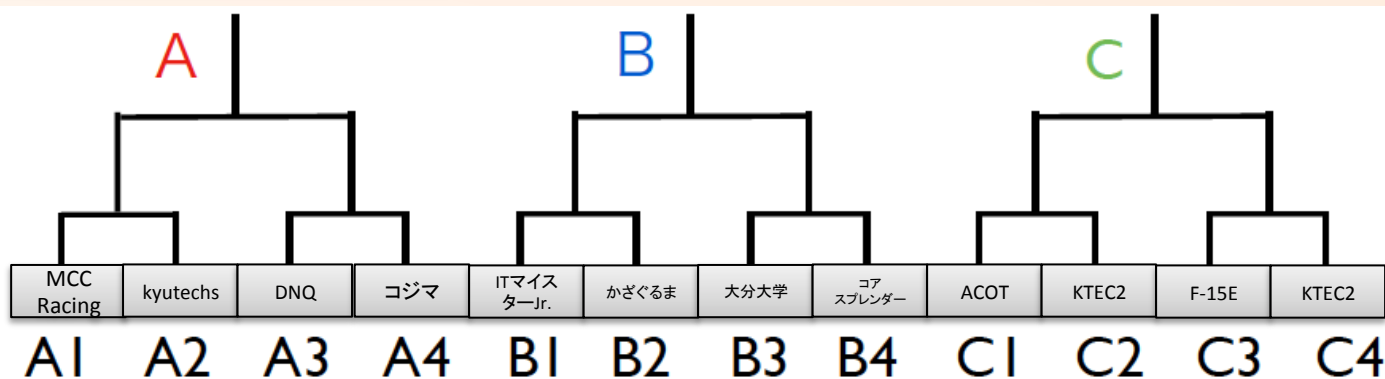 A
B
C
MCC
Racing
kyutechs
DNQ
コジマ
ITマイス
ターJr.
かざぐるま
大分大学
コア
スプレンダー
ACOT
KTEC2
F-15E
KTEC2
A1
A2
A3
A4
B1
B2
B3
B4
C1
C2
C3
C4